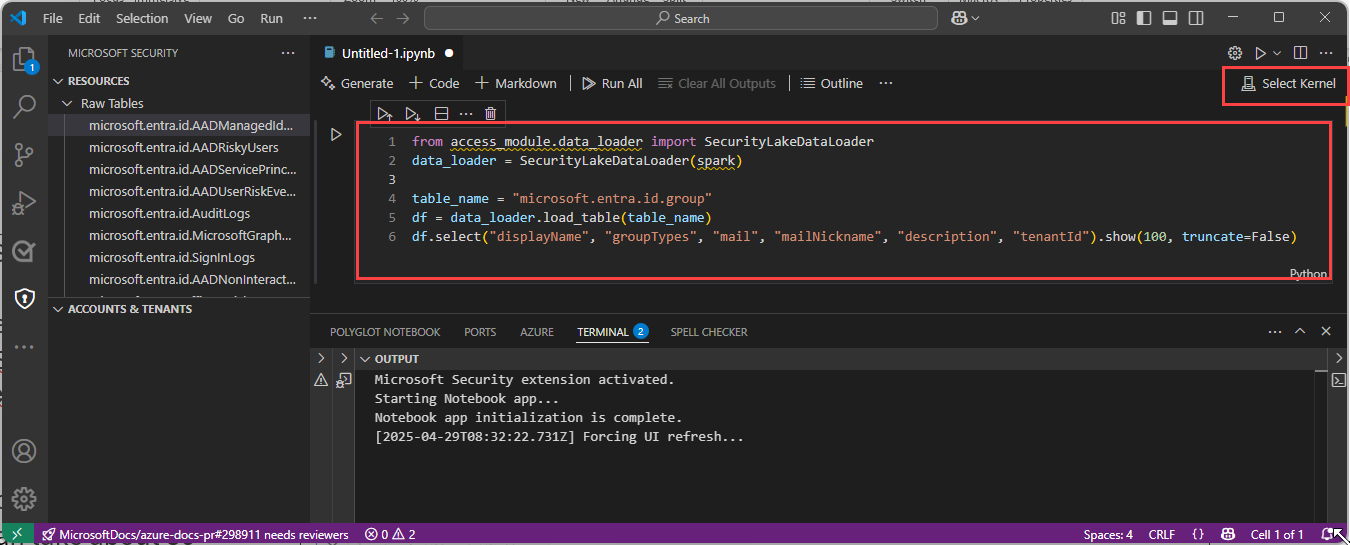 File Edit Selection View Go Run ··· Search
MICROSOFT SECURITY ···
RESOURCES
Raw Tables
microsoft.entra.id.AADManagedId...
microsoft.entra.id.AADRiskyUsers
microsoft.entra.id.AADServicePrinc...
microsoft.entra.id.AADUserRiskEve...
microsoft.entra.id.AuditLogs
microsoft.entra.id.MicrosoftGraph...
microsoft.entra.id.SignInLogs
microsoft.entra.id.AADNonInteract...
ACCOUNTS & TENANTS
1
Untitled-1.ipynb
Generate + Code + Markdown Run All Clear All Outputs Outline ···
Select Kernel
1 from access_module.data_loader import SecurityLakeDataLoader
2 data_loader = SecurityLakeDataLoader(spark)
3
4 table_name = "microsoft.entra.id.group"
5 df = data_loader.load_table(table_name)
6 df.select("displayName", "groupTypes", "mail", "mailNickname", "description", "tenantId").show(100, truncate=False)
Python
POLYGLOT NOTEBOOK PORTS AZURE TERMINAL 2 SPELL CHECKER
OUTPUT
Microsoft Security extension activated.
Starting Notebook app...
Notebook app initialization is complete.
[2025-04-29T08:32:22.731Z] Forcing UI refresh...
MicrosoftDocs/azure-docs-pr#298911 needs reviewers 0 2 Spaces: 4 CRLF {} Cell 1 of 1